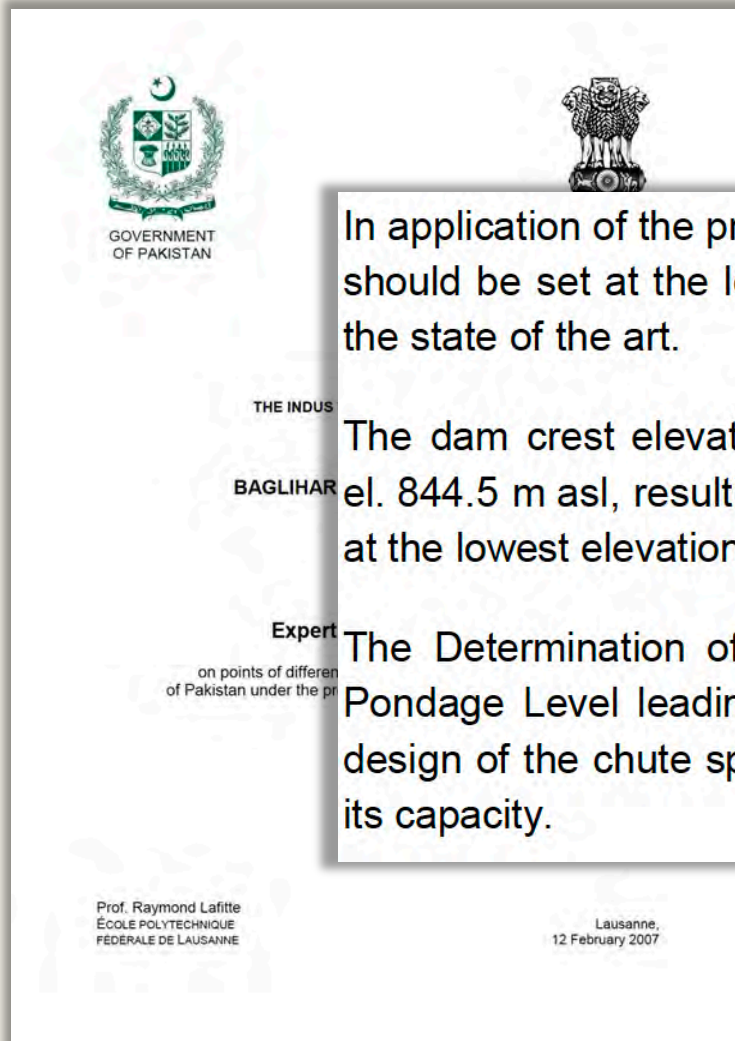 GOVERNMENT
OF PAKISTAN
THE INDUS
BAGLIHAR
Expert
on points of differen
of Pakistan under the pr
In application of the pr
should be set at the l
the state of the art.
The dam crest elevat
el. 844.5 m asl, result
at the lowest elevation
The Determination of
Pondage Level leadin
design of the chute sp
its capacity.
Prof. Raymond Lafitte
ÉCOLE POLYTECHNIQUE
FÉDÉRALE DE LAUSANNE
Lausanne,
12 February 2007